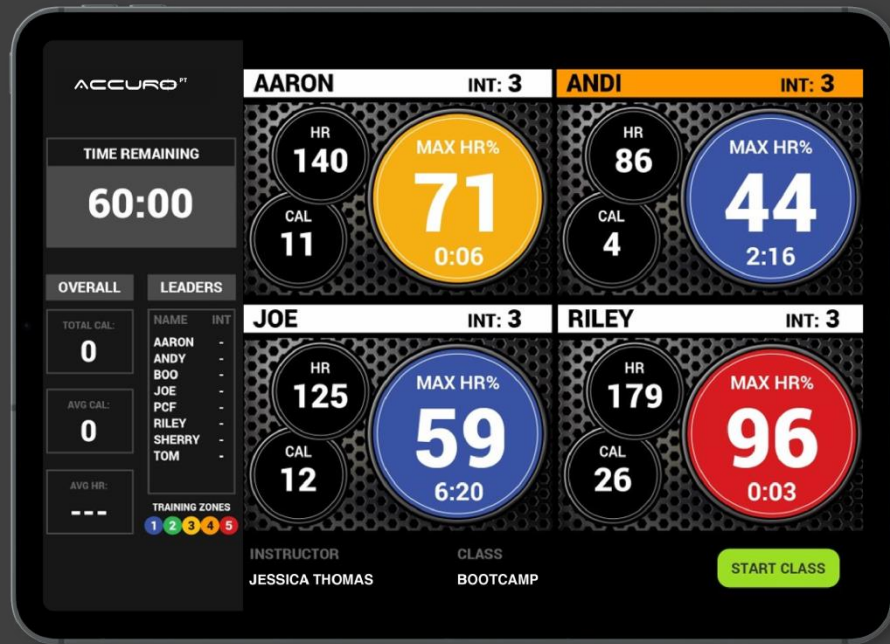 ACCURO PT
TIME REMAINING
60:00
OVERALL
TOTAL CAL:
0
AVG CAL:
0
AVG HR:
---
LEADERS
NAME INT
AARON -
ANDY -
BOO -
JOE -
PCF -
RILEY -
SHERRY -
TOM -
TRAINING ZONES
1 2 3 4 5
AARON INT: 3
HR
140
CAL
11
MAX HR%
71
0:06
ANDI INT: 3
HR
86
CAL
4
MAX HR%
44
2:16
JOE INT: 3
HR
125
CAL
12
MAX HR%
59
6:20
RILEY INT: 3
HR
179
CAL
26
MAX HR%
96
0:03
INSTRUCTOR
JESSICA THOMAS
CLASS
BOOTCAMP
START CLASS